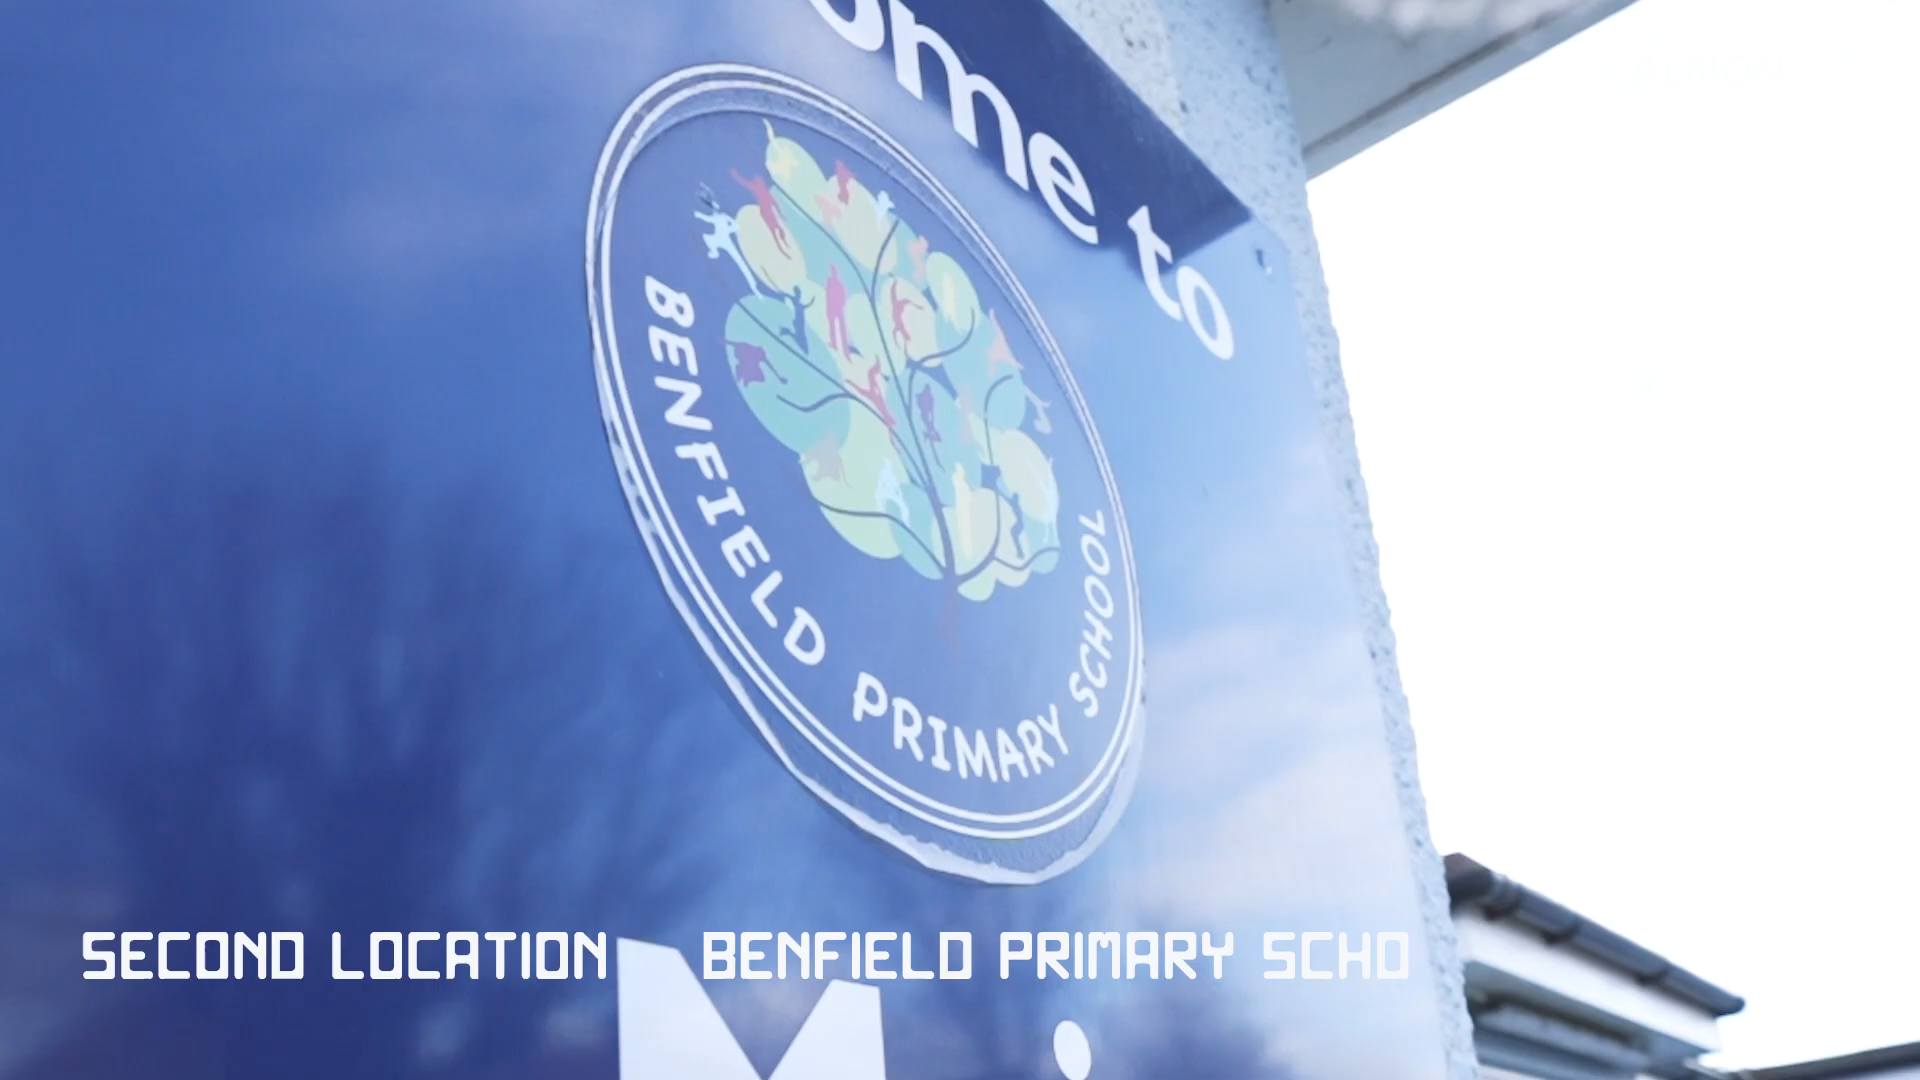 ome to
BENFIELD PRIMARY SCHOOL
SECOND LOCATION BENFIELD PRIMARY SCHO